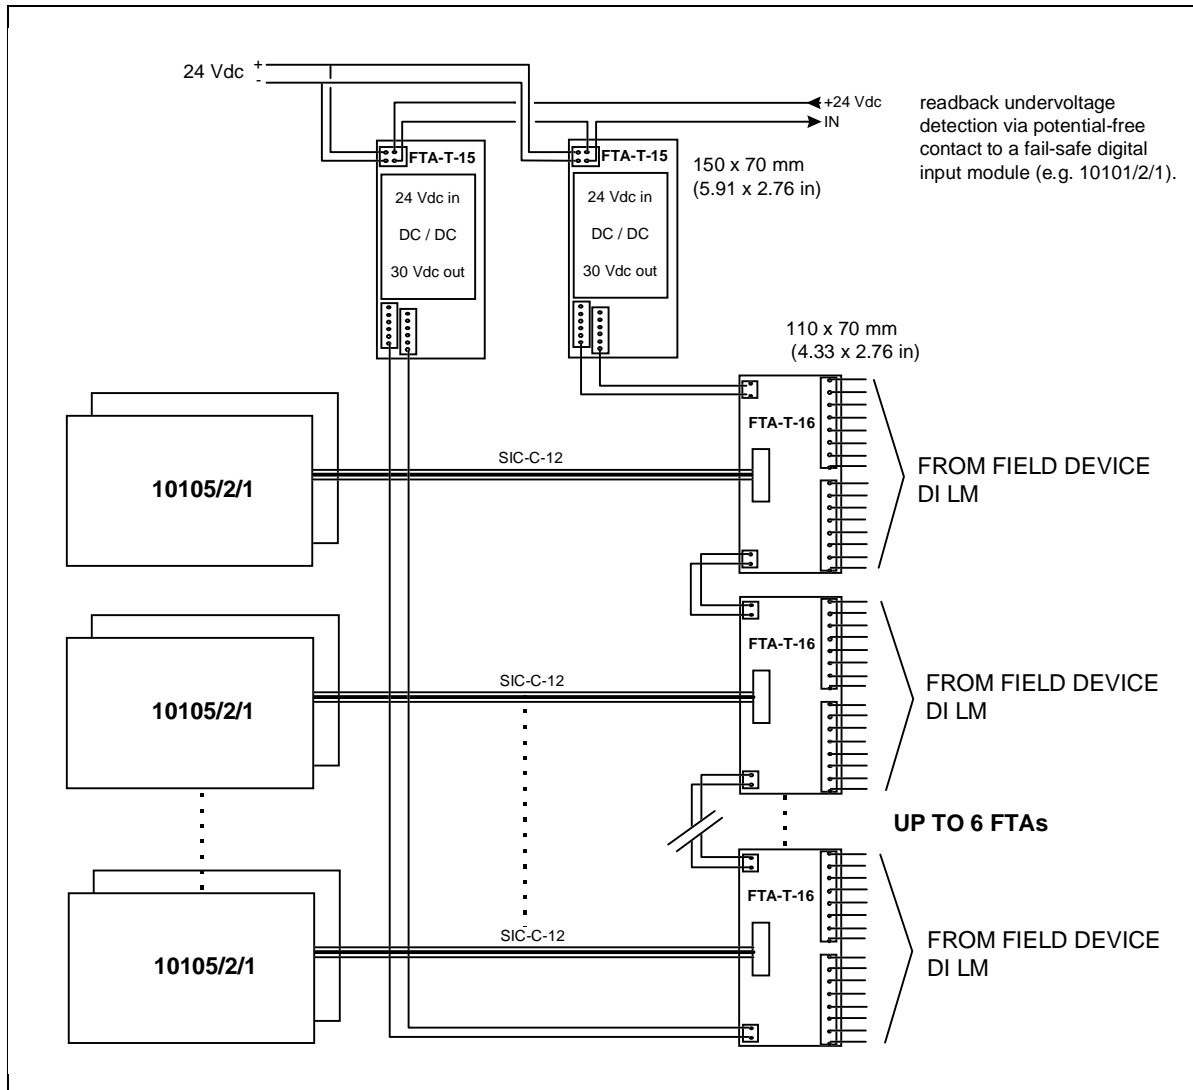 24 Vdc
+
-
+24 Vdc
IN
readback undervoltage
detection via potential-free
contact to a fail-safe digital
input module (e.g. 10101/2/1).
FTA-T-15
24 Vdc in
DC / DC
30 Vdc out
FTA-T-15
24 Vdc in
DC / DC
30 Vdc out
150 x 70 mm
(5.91 x 2.76 in)
110 x 70 mm
(4.33 x 2.76 in)
10105/2/1
SIC-C-12
FTA-T-16
FROM FIELD DEVICE
DI LM
10105/2/1
SIC-C-12
FTA-T-16
FROM FIELD DEVICE
DI LM
UP TO 6 FTAs
10105/2/1
SIC-C-12
FTA-T-16
FROM FIELD DEVICE
DI LM